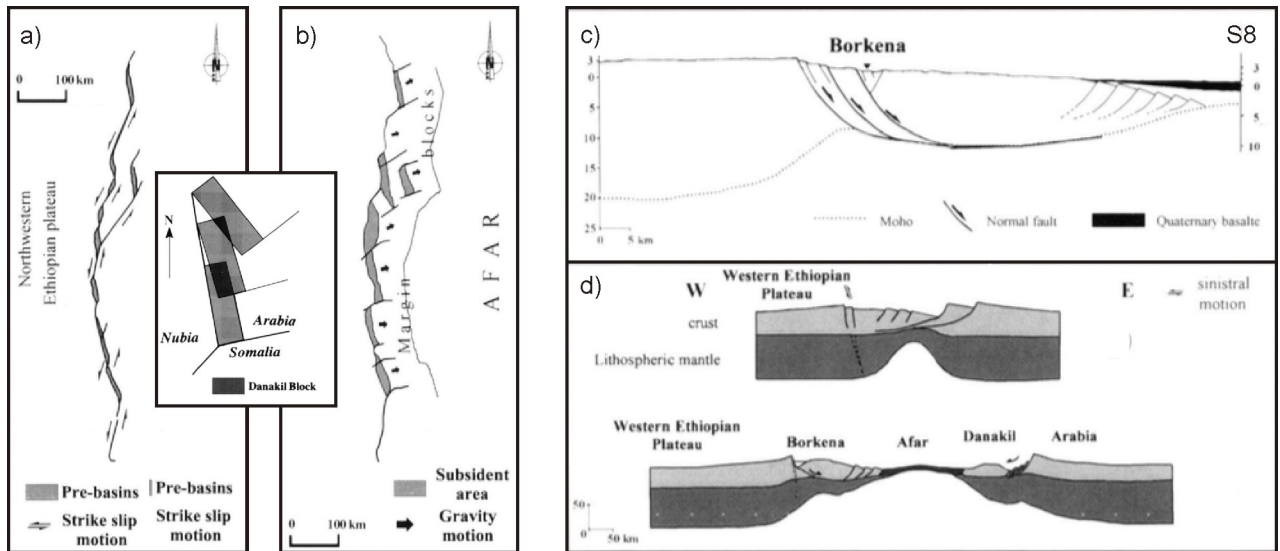 a)
N
0 100 km
Northwestern
Ethiopian plateau
Pre-basins
Pre-basins
Strike slip
motion
Strike slip
motion
N
Nubia
Arabia
Somalia
Danakil Block
b)
N
Margin blocks
AFAR
Subsident
area
Gravity
motion
0 100 km
c)
Borkena
S8
3
0
5
10
15
20
25
3
0
5
10
0 5 km
Moho
Normal fault
Quaternary basalte
d)
Western Ethiopian
Plateau
W
E
sinistral
motion
crust
Lithospheric mantle
Western Ethiopian
Plateau
Borkena
Afar
Danakil
Arabia
50
0
50 km